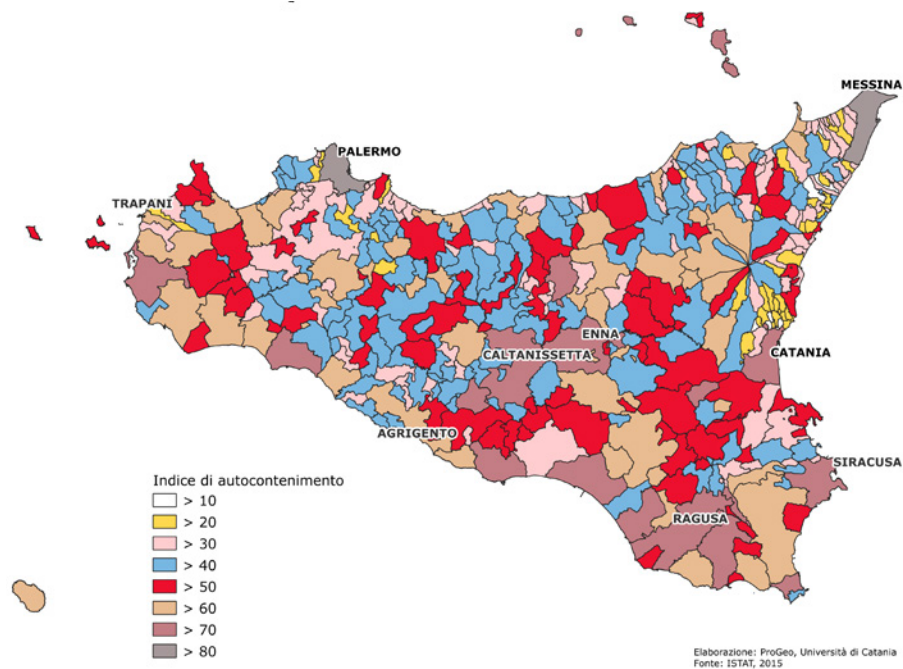 MESSINA
PALERMO
TRAPANI
ENNA
CALTANISSETTA
CATANIA
AGRIGENTO
SIRACUSA
RAGUSA
Indice di autocontenimento
> 10
> 20
> 30
> 40
> 50
> 60
> 70
> 80
Elaborazione: ProGeo, Università di Catania
Fonte: ISTAT, 2015